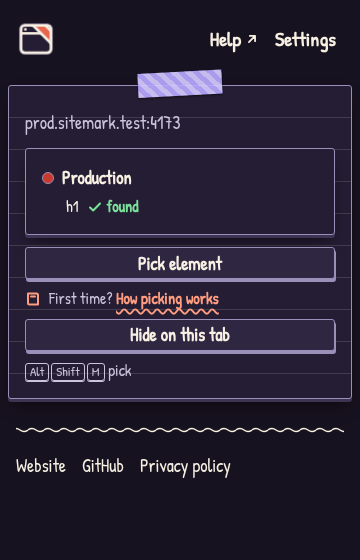 Help Settings
prod.sitemark.test:4173
Production
h1 found
Pick element
First time? How picking works
Hide on this tab
Alt Shift M pick
Website GitHub Privacy policy